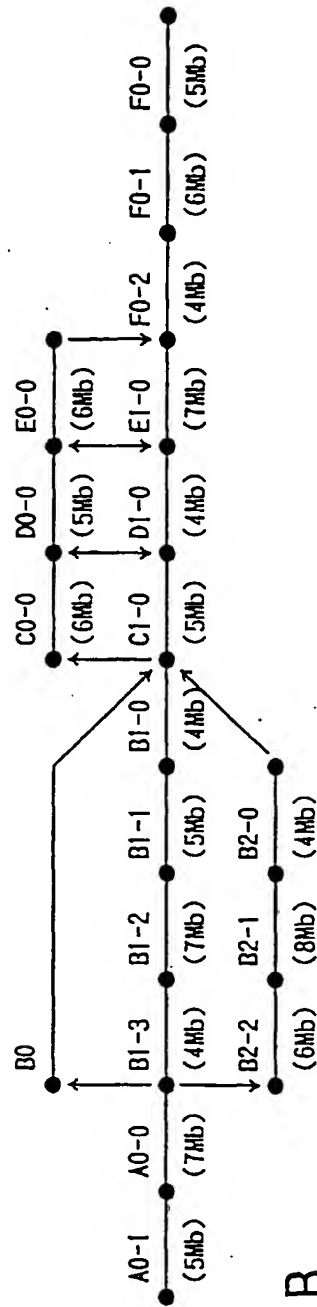 B0
C0-0 D0-0 E0-0
(6Mb) (5Mb) (6Mb)
A0-1 A0-0 B1-3 B1-2 B1-1 B1-0 C1-0 D1-0 E1-0 F0-2 F0-1 F0-0
(5Mb) (7Mb) (4Mb) (7Mb) (5Mb) (4Mb) (5Mb) (4Mb) (7Mb) (4Mb) (6Mb) (5Mb)
B2-2 B2-1 B2-0
(6Mb) (8Mb) (4Mb)
B